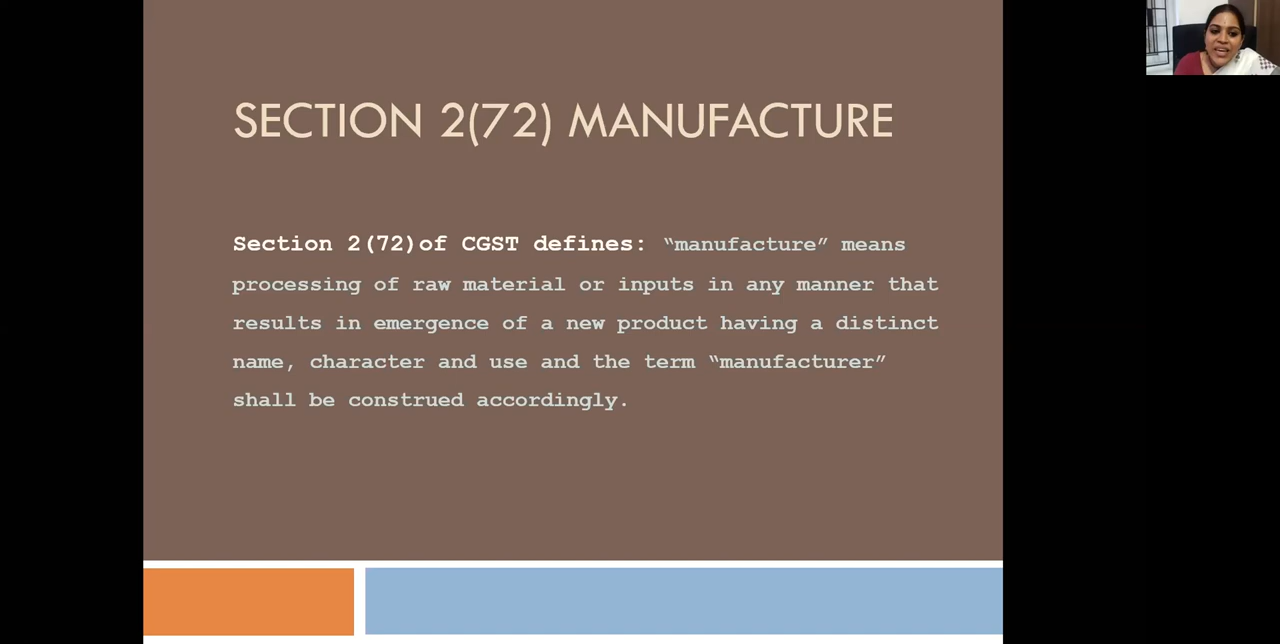 SECTION 2(72) MANUFACTURE
Section 2(72)of CGST defines: “manufacture” means
processing of raw material or inputs in any manner that
results in emergence of a new product having a distinct
name, character and use and the term “manufacturer”
shall be construed accordingly.